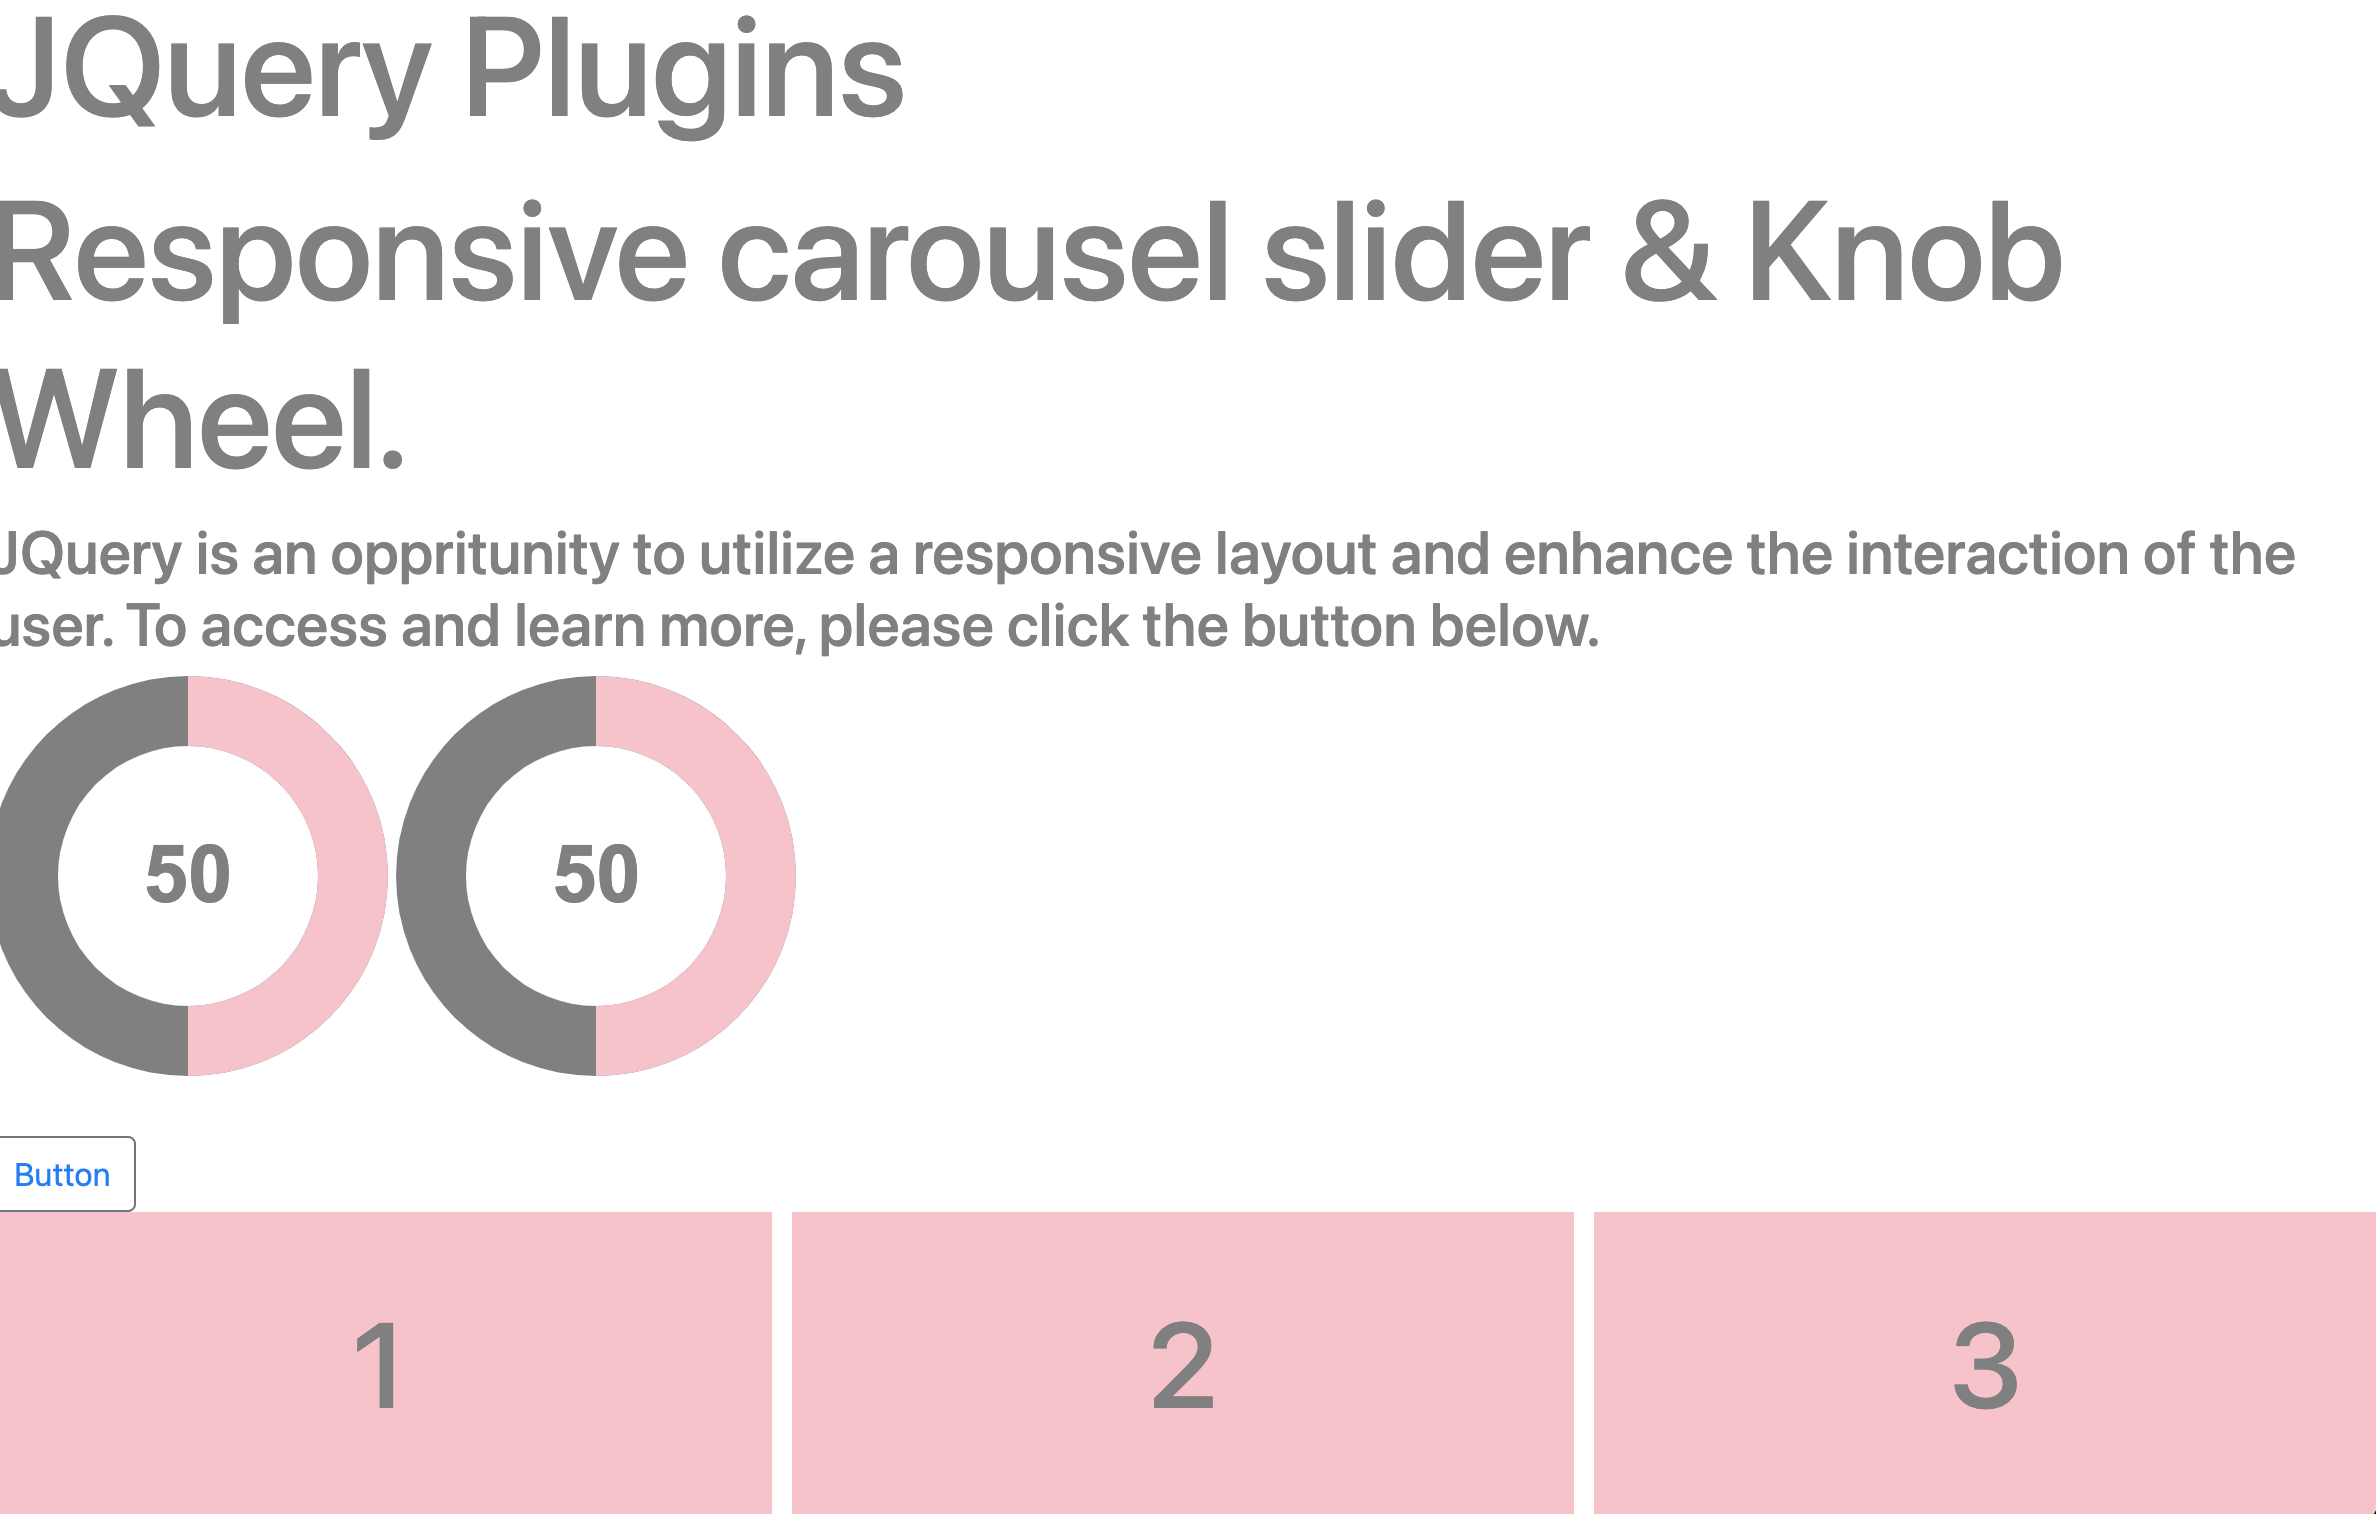 JQuery Plugins
Responsive carousel slider & Knob
Wheel.
JQuery is an oppritunity to utilize a responsive layout and enhance the interaction of the
user. To access and learn more, please click the button below.
50 50
Button
1 2 3